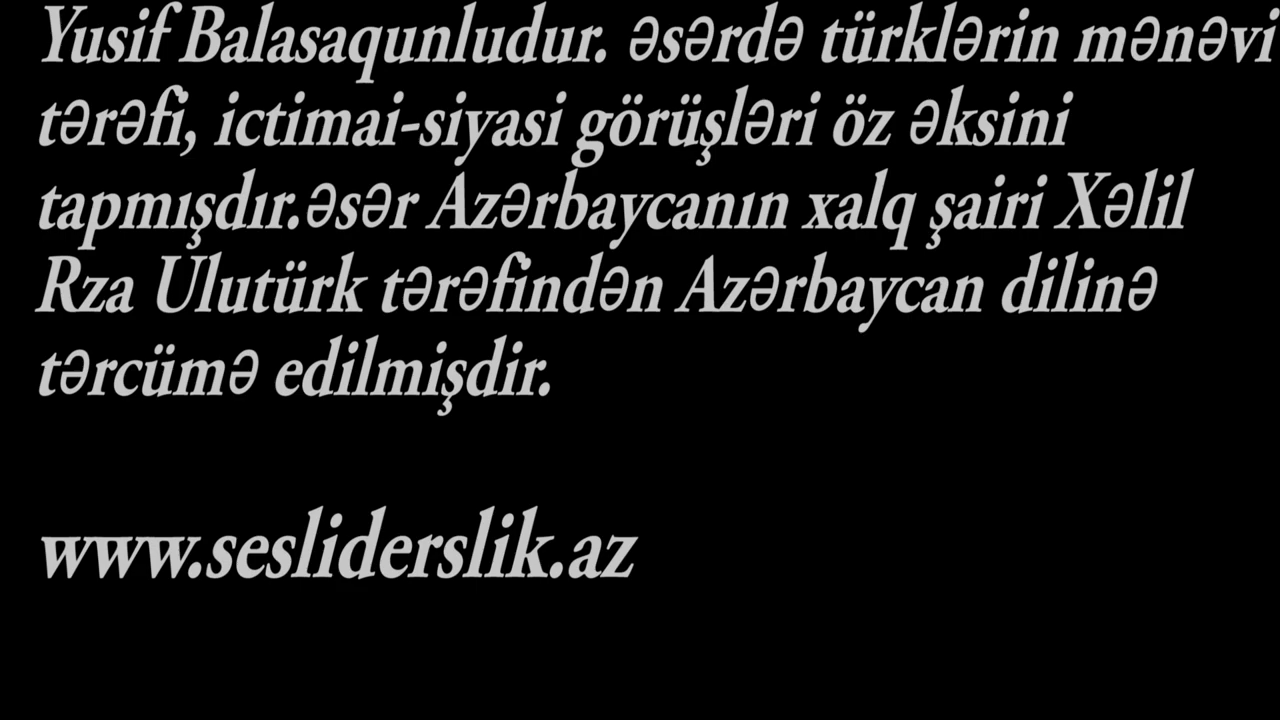 Yusif Balasaqunludur. əsərdə türklərin mənəvi
tərəfi, ictimai-siyasi görüşləri öz əksini
tapmışdır.əsər Azərbaycanın xalq şairi Xəlil
Rza Ulutürk tərəfindən Azərbaycan dilinə
tərcümə edilmişdir.
www.sesliderslik.az